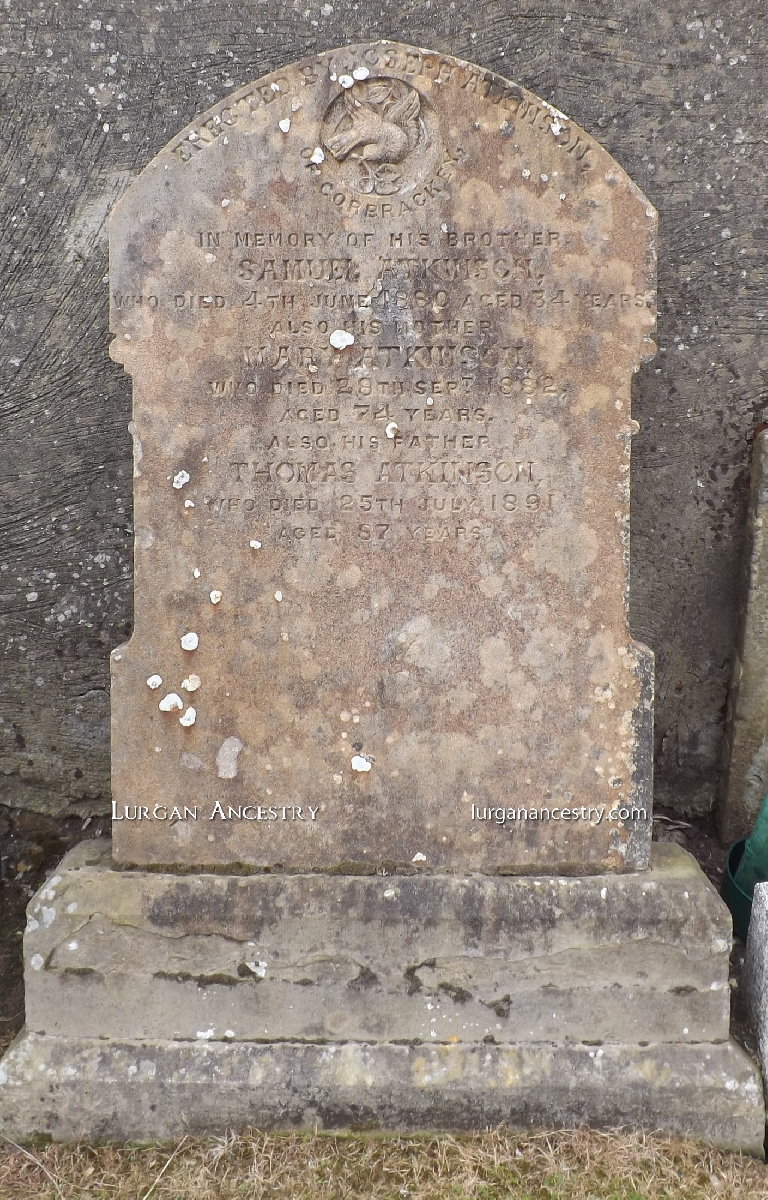 ERECTED BY JOSEPH ATKINSON,
OF CORBRACKEY,
IN MEMORY OF HIS BROTHER
SAMUEL ATKINSON,
WHO DIED 4TH JUNE 1880 AGED 34 YEARS.
ALSO HIS MOTHER
MARY ATKINSON,
WHO DIED 28TH SEPT. 1882,
AGED 74 YEARS.
ALSO HIS FATHER
THOMAS ATKINSON,
WHO DIED 25TH JULY 1891
AGED 87 YEARS.
LURGAN ANCESTRY
lurganancestry.com